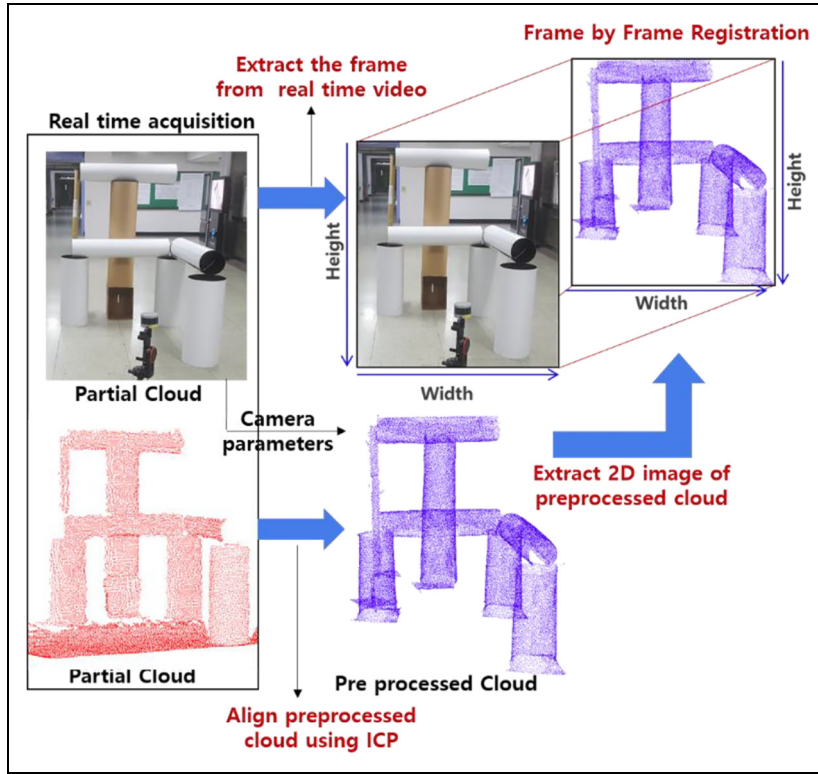 Frame by Frame Registration
Extract the frame
from real time video
Real time acquisition
Height
Height
Width
Partial Cloud
Width
Camera
parameters
Extract 2D image of
preprocessed cloud
Partial Cloud
Pre processed Cloud
Align preprocessed
cloud using ICP